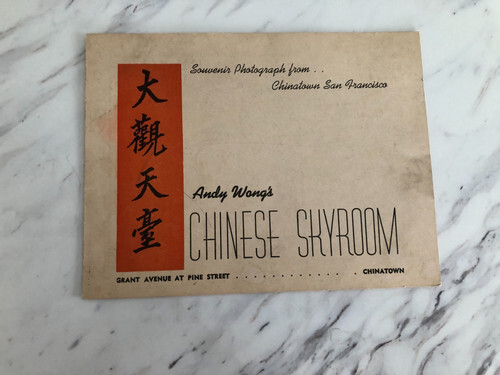 大觀天臺
Souvenir Photograph from . .
Chinatown San Francisco
Andy Wong's
CHINESE SKYROOM
GRANT AVENUE AT PINE STREET . . . . . . . . . . . . . CHINATOWN